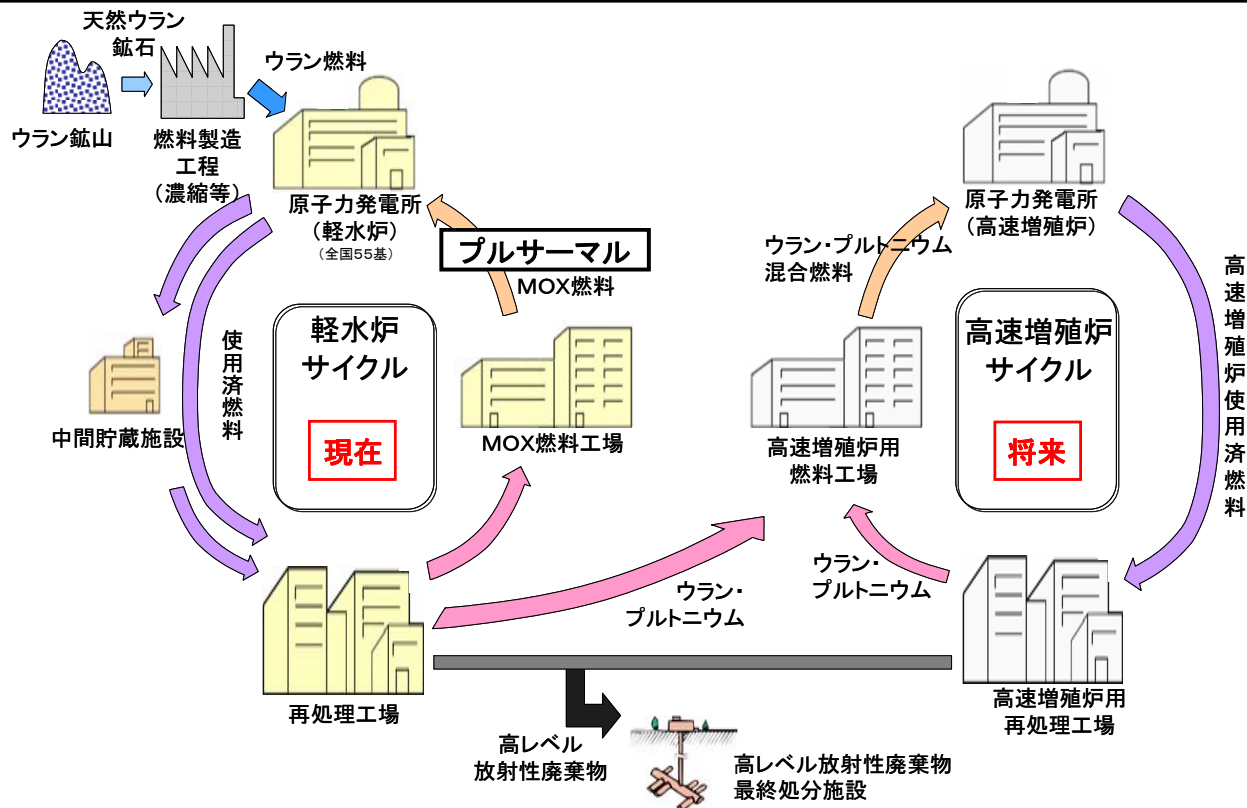 天然ウラン
鉱石
ウラン燃料
ウラン鉱山
燃料製造
工程
(濃縮等)
原子力発電所
(軽水炉)
(全国55基)
プルサーマル
MOX燃料
ウラン・プルトニウム
混合燃料
原子力発電所
(高速増殖炉)
使用済燃料
軽水炉
サイクル
現在
中間貯蔵施設
MOX燃料工場
高速増殖炉用
燃料工場
高速増殖炉
サイクル
将来
高速増殖炉使用済燃料
ウラン・
プルトニウム
ウラン・
プルトニウム
再処理工場
高速増殖炉用
再処理工場
高レベル
放射性廃棄物
高レベル放射性廃棄物
最終処分施設